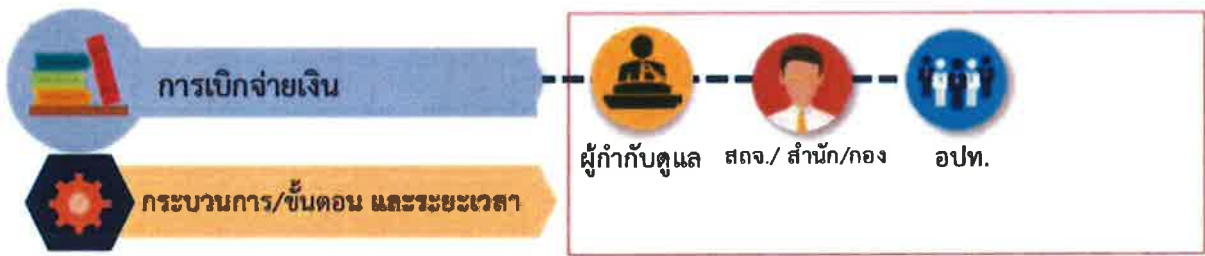 การเบิกจ่ายเงิน
ผู้กำกับดูแล สถจ./ สำนัก/กอง อปท.
กระบวนการ/ขั้นตอน และระยะเวลา